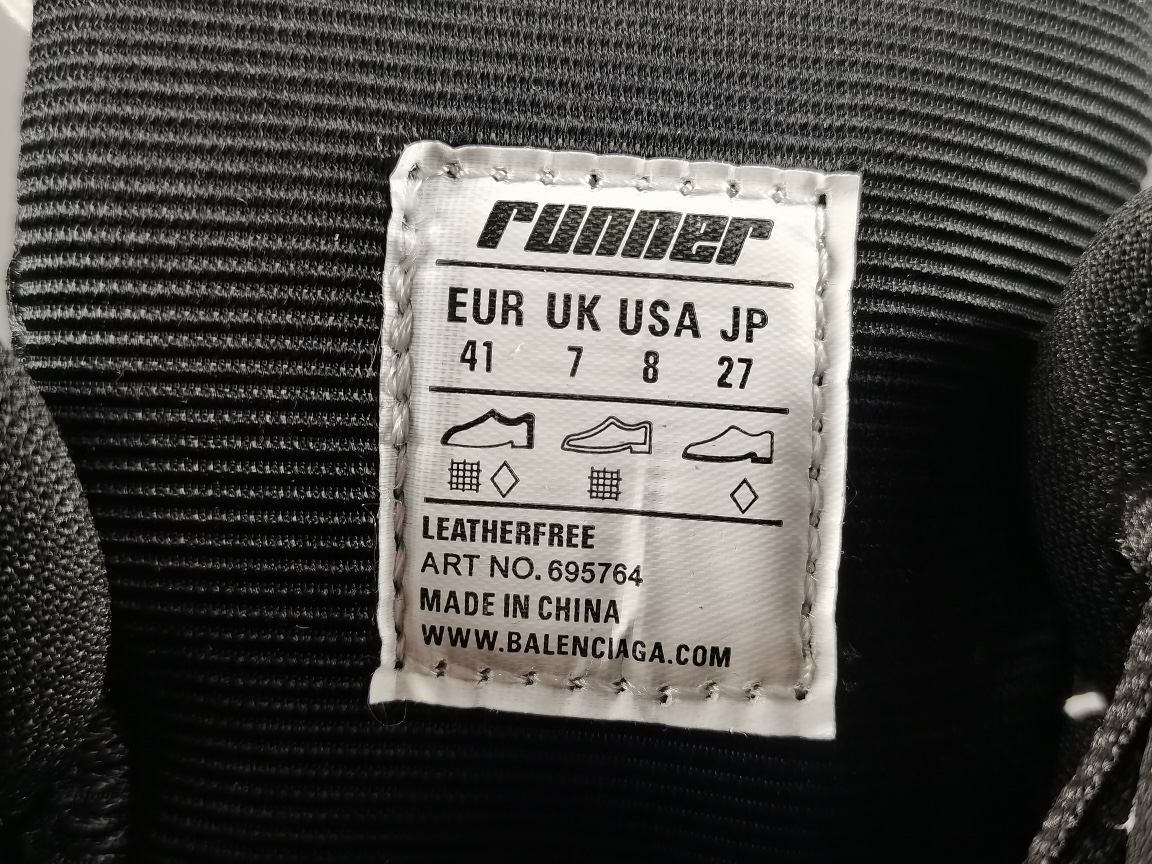 runner
EUR UK USA JP
41 7 8 27
LEATHERFREE
ART NO. 695764
MADE IN CHINA
WWW.BALENCIAGA.COM